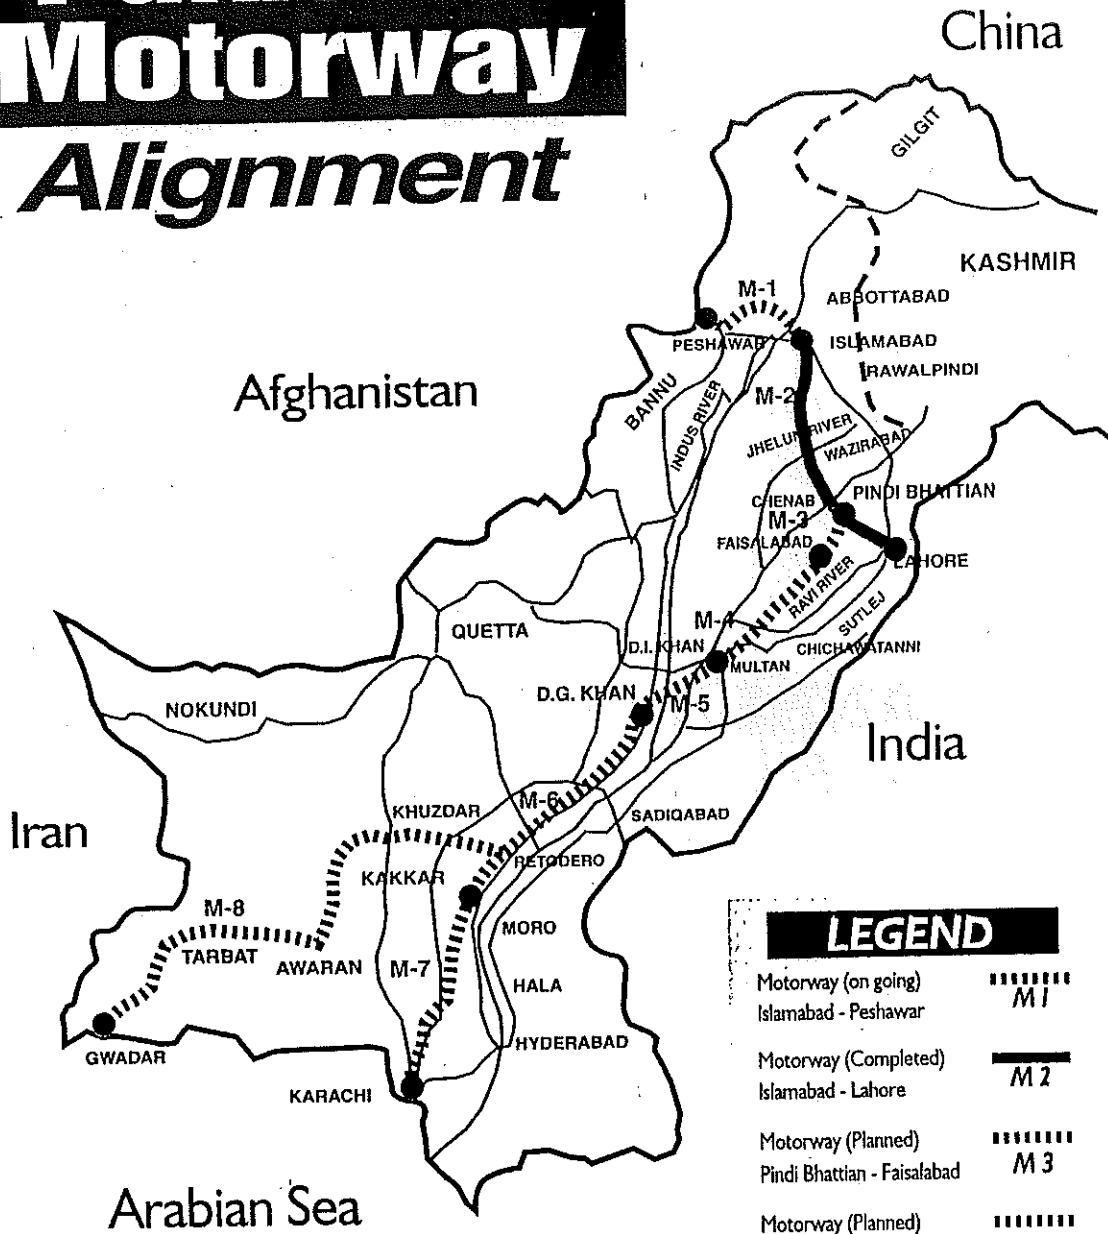 Motorway
Alignment
China
GILGIT
KASHMIR
M-1
ABBOTTABAD
PESHAWAR
ISLAMABAD
RAWALPINDI
Afghanistan
BANNU
INDUS RIVER
M-2
JHELUN RIVER
WAZIRABAD
CHENAB
PINDI BHATTIAN
M-3
FAISALABAD
LAHORE
RAVI RIVER
SUTLEJ
M-4
QUETTA
D.I. KHAN
CHICHAWATANNI
MULTAN
D.G. KHAN
M-5
NOKUNDI
India
Iran
KHUZDAR
M-6
SADIQABAD
RETODERO
KAKKAR
M-8
MORO
TARBAT
AWARAN
M-7
HALA
HYDERABAD
GWADAR
KARACHI
Arabian Sea
LEGEND
Motorway (on going)
Islamabad - Peshawar
M1
Motorway (Completed)
Islamabad - Lahore
M2
Motorway (Planned)
Pindi Bhattian - Faisalabad
M3
Motorway (Planned)